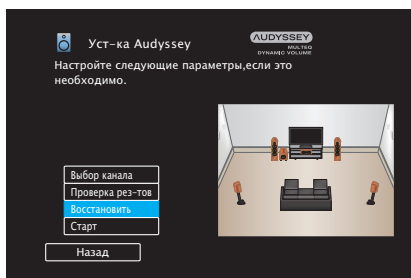 Уст-ка Audyssey
AUDYSSEY
MULTEQ
DYNAMIC VOLUME
Настройте следующие параметры,если это
необходимо.
Выбор канала
Проверка рез-тов
Восстановить
Старт
Назад